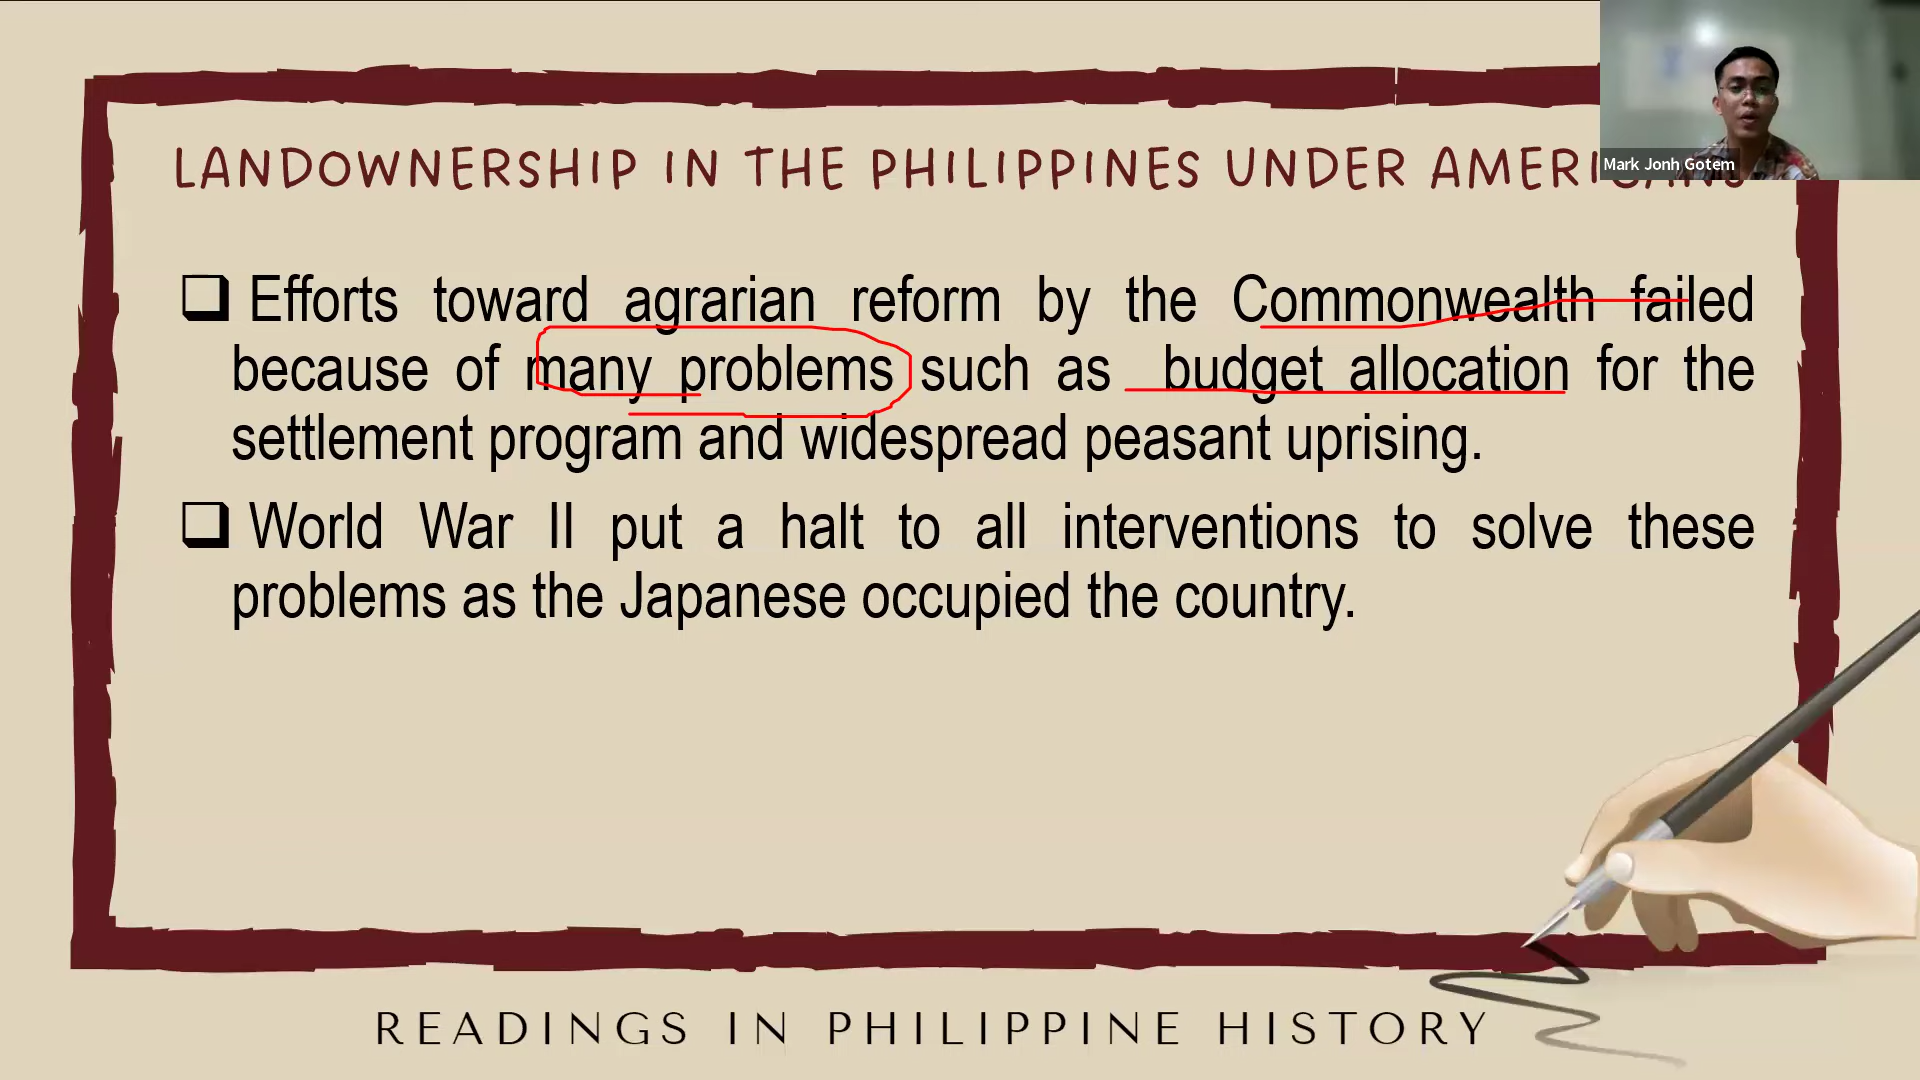 LANDOWNERSHIP IN THE PHILIPPINES UNDER AMERICANS
Mark Jonh Gotem
Efforts toward agrarian reform by the Commonwealth failed
because of many problems such as budget allocation for the
settlement program and widespread peasant uprising.
World War II put a halt to all interventions to solve these
problems as the Japanese occupied the country.
READINGS IN PHILIPPINE HISTORY